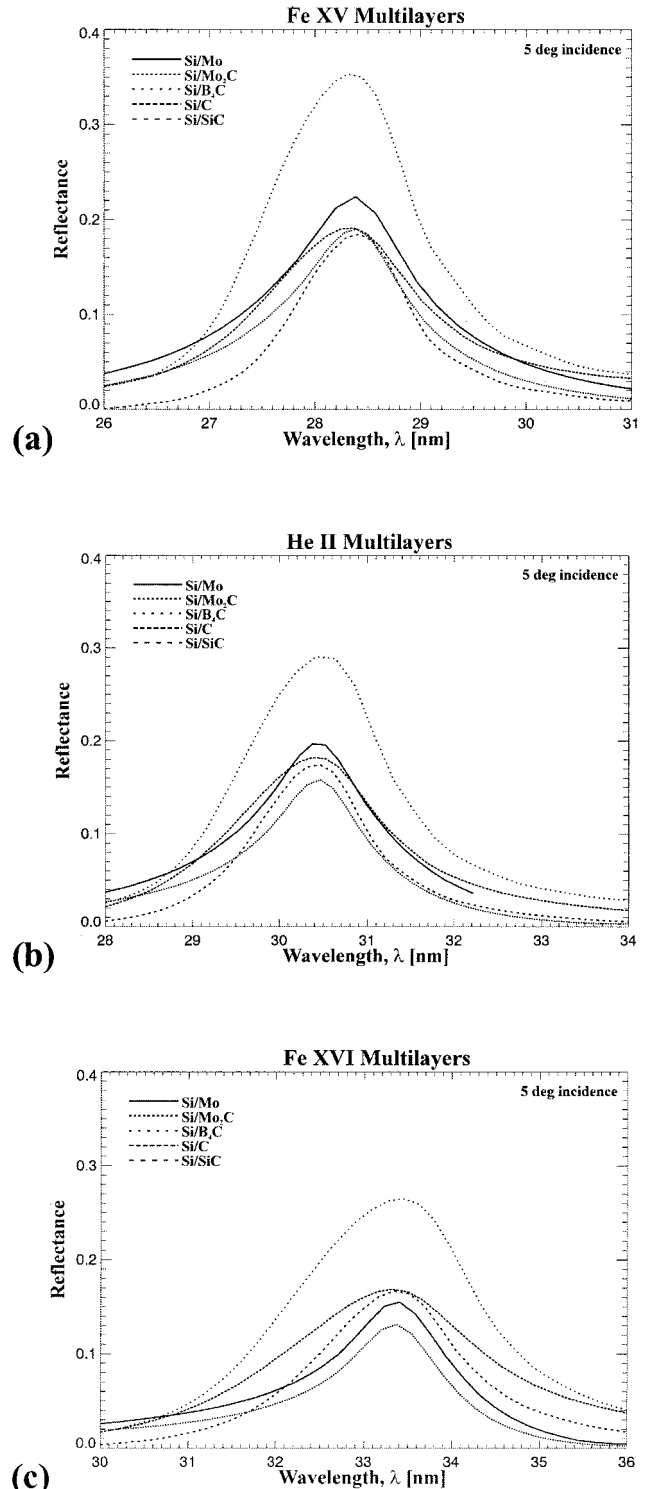 Fe XV Multilayers
0.4
5 deg incidence
Si/Mo
Si/Mo₂C
Si/B₄C
Si/C
Si/SiC
0.3
0.2
0.1
0.0
Reflectance
26 27 28 29 30 31
Wavelength, λ [nm]
(a)
He II Multilayers
0.4
5 deg incidence
Si/Mo
Si/Mo₂C
Si/B₄C
Si/C
Si/SiC
0.3
0.2
0.1
0.0
Reflectance
28 29 30 31 32 33 34
Wavelength, λ [nm]
(b)
Fe XVI Multilayers
0.4
5 deg incidence
Si/Mo
Si/Mo₂C
Si/B₄C
Si/C
Si/SiC
0.3
0.2
0.1
0.0
Reflectance
30 31 32 33 34 35 36
Wavelength, λ [nm]
(c)